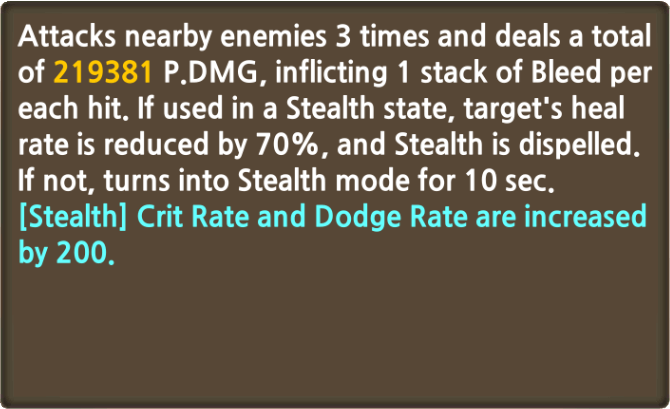 Attacks nearby enemies 3 times and deals a total
of 219381 P.DMG, inflicting 1 stack of Bleed per
each hit. If used in a Stealth state, target's heal
rate is reduced by 70%, and Stealth is dispelled.
If not, turns into Stealth mode for 10 sec.
[Stealth] Crit Rate and Dodge Rate are increased
by 200.